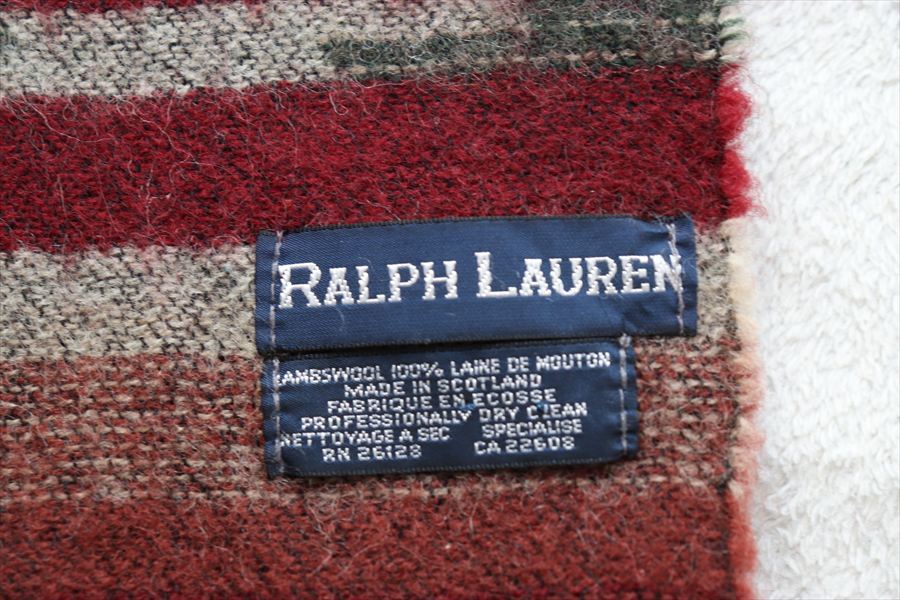 RALPH LAUREN
LAMBSWOOL 100% LAINE DE MOUTON
MADE IN SCOTLAND
FABRIQUE EN ECOSSE
PROFESSIONALLY DRY CLEAN
NETTOYAGE A SEC SPECIALISE
RN 26128 CA 22608